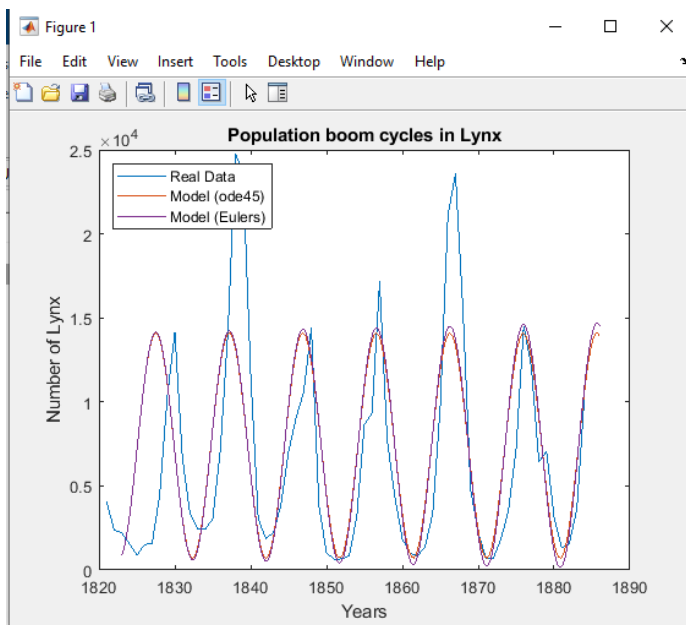 Figure 1
File Edit View Insert Tools Desktop Window Help
Population boom cycles in Lynx
×10⁴
2.5
2
1.5
1
0.5
0
Number of Lynx
Real Data
Model (ode45)
Model (Eulers)
1820 1830 1840 1850 1860 1870 1880 1890
Years